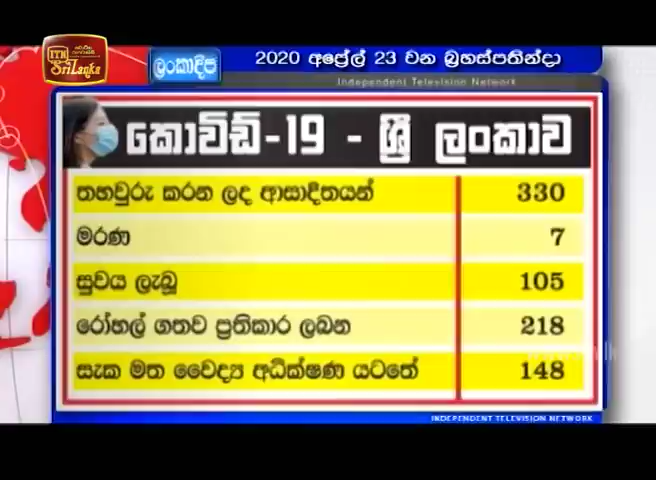 ITN
Sri Lanka
ලංකාදීප
2020 අප්‍රේල් 23 වන බ්‍රහස්පතින්දා
Independent Television Network
කොවිඩ්-19 - ශ්‍රී ලංකාව
තහවුරු කරන ලද ආසාදිතයන් 330
මරණ 7
සුවය ලැබූ 105
රෝහල් ගතව ප්‍රතිකාර ලබන 218
සැක මත වෛද්‍ය අධීක්ෂණ යටතේ 148
INDEPENDENT TELEVISION NETWORK